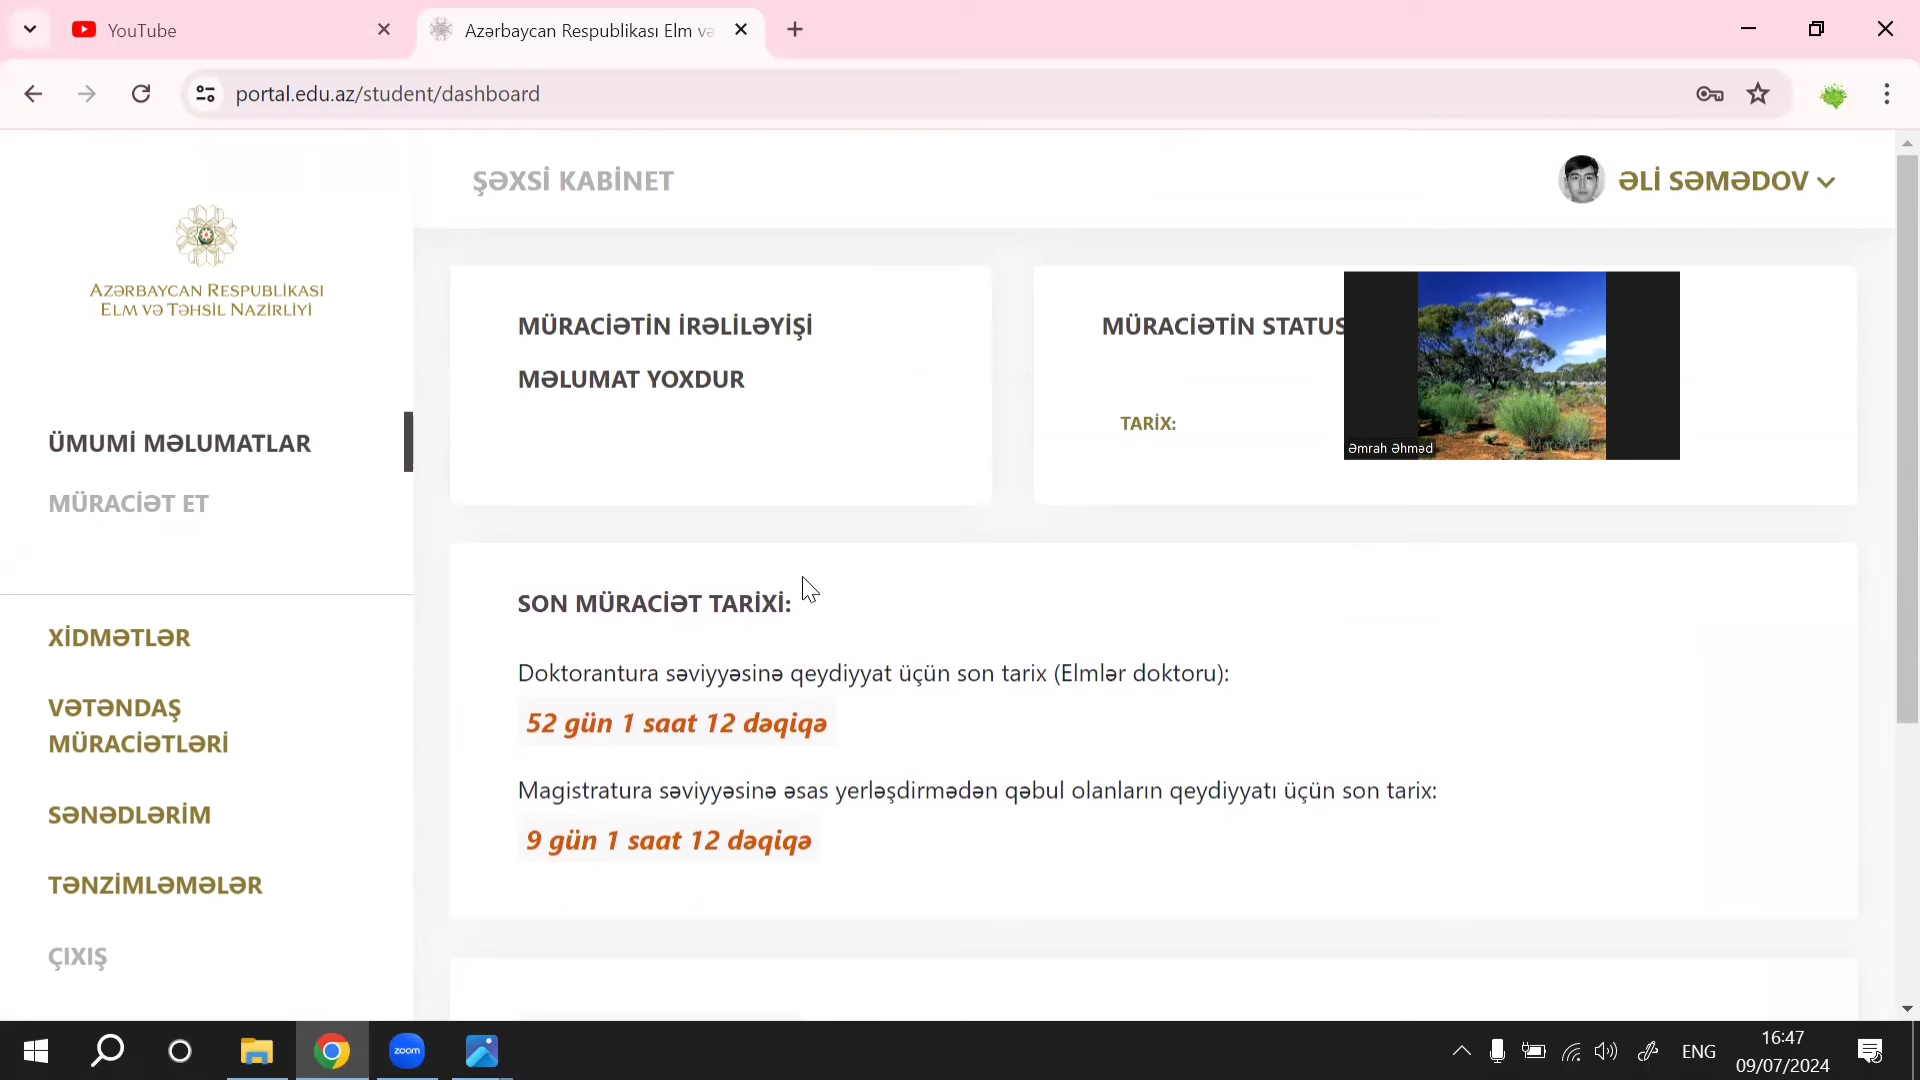 YouTube
Azərbaycan Respublikası Elm və
portal.edu.az/student/dashboard
AZƏRBAYCAN RESPUBLİKASI
ELM VƏ TƏHSİL NAZİRLİYİ
ŞƏXSİ KABİNET
ƏLİ SƏMƏDOV
ÜMUMİ MƏLUMATLAR
MÜRACİƏT ET
XİDMƏTLƏR
VƏTƏNDAŞ
MÜRACİƏTLƏRİ
SƏNƏDLƏRİM
TƏNZİMLƏMƏLƏR
ÇIXIŞ
MÜRACİƏTİN İRƏLİLƏYİŞİ
MƏLUMAT YOXDUR
MÜRACİƏTİN STATUS
TARİX:
Əmrah Əhməd
SON MÜRACİƏT TARİXİ:
Doktorantura səviyyəsinə qeydiyyat üçün son tarix (Elmlər doktoru):
52 gün 1 saat 12 dəqiqə
Magistratura səviyyəsinə əsas yerləşdirmədən qəbul olanların qeydiyyatı üçün son tarix:
9 gün 1 saat 12 dəqiqə
zoom
ENG
16:47
09/07/2024